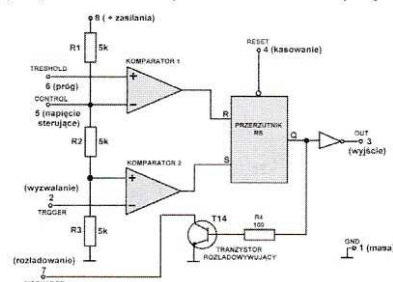 8 (+ zasilania)
R1
5k
RESET
4 (kasowanie)
TRESHOLD
6 (próg)
CONTROL
5 (napięcie
sterujące)
KOMPARATOR 1
+
−
R
PRZERZUTNIK
RS
Q
S
OUT
3
(wyjście)
R2
5k
KOMPARATOR 2
+
−
(wyzwalanie)
2
TRIGGER
R3
5k
T14
R4
100
TRANZYSTOR
ROZŁADOWYWUJĄCY
GND
1 (masa)
(rozładowanie)
7